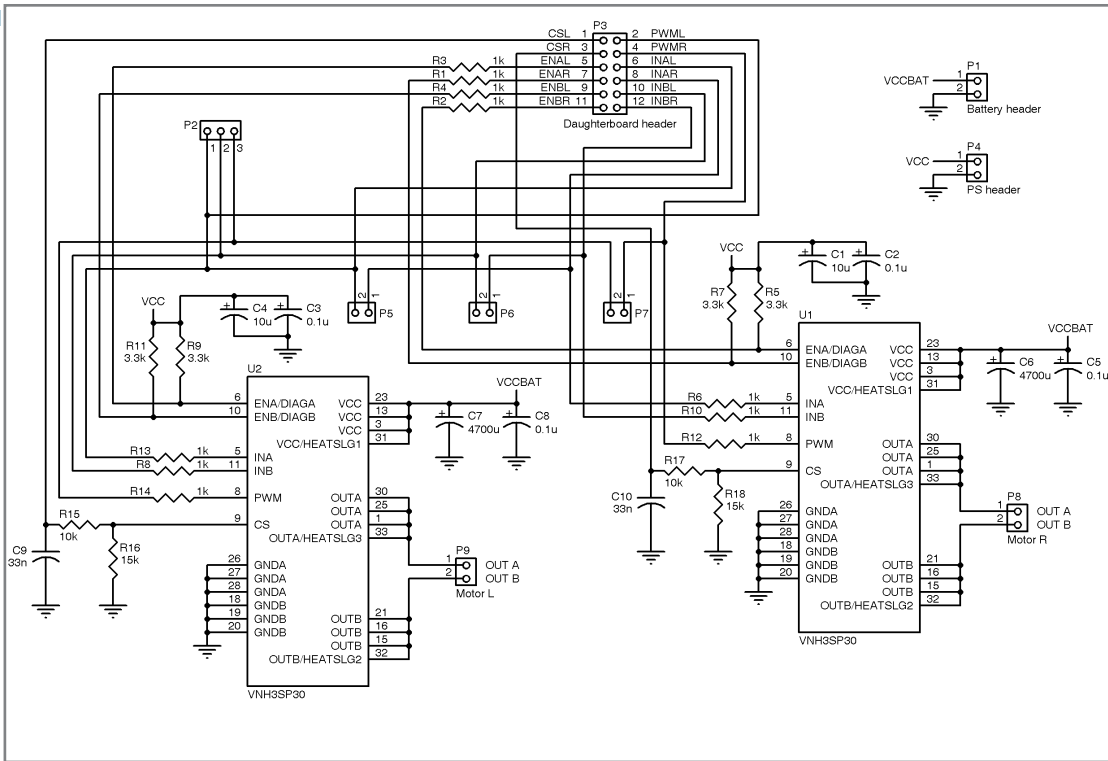 P3
CSL 1 2 PWML
CSR 3 4 PWMR
R3 1k ENAL 5 6 INAL
R1 1k ENAR 7 8 INAR
R4 1k ENBL 9 10 INBL
R2 1k ENBR 11 12 INBR
Daughterboard header
P1
VCCBAT 1
2
Battery header
P2
1 2 3
P4
VCC 1
2
PS header
VCC
C1
10u
C2
0.1u
R7
3.3k
R5
3.3k
VCC
C4
10u
C3
0.1u
R11
3.3k
R9
3.3k
2 1
P5
2 1
P6
2 1
P7
U1
6 ENA/DIAGA VCC 23
10 ENB/DIAGB VCC 13
VCC 3
VCC/HEATSLG1 31
R6 1k 5 INA
R10 1k 11 INB
R12 1k 8 PWM OUTA 30
OUTA 25
9 CS OUTA 1
OUTA/HEATSLG3 33
R17
10k
C10
33n
R18
15k
26 GNDA
27 GNDA
28 GNDA
18 GNDB
19 GNDB OUTB 21
20 GNDB OUTB 16
OUTB 15
OUTB/HEATSLG2 32
VNH3SP30
VCCBAT
C6
4700u
C5
0.1u
P8
1 OUT A
2 OUT B
Motor R
U2
6 ENA/DIAGA VCC 23
10 ENB/DIAGB VCC 13
VCC 3
VCC/HEATSLG1 31
R13 1k 5 INA
R8 1k 11 INB
R14 1k 8 PWM OUTA 30
OUTA 25
9 CS OUTA 1
OUTA/HEATSLG3 33
R15
10k
C9
33n
R16
15k
26 GNDA
27 GNDA
28 GNDA
18 GNDB
19 GNDB OUTB 21
20 GNDB OUTB 16
OUTB 15
OUTB/HEATSLG2 32
VNH3SP30
VCCBAT
C7
4700u
C8
0.1u
P9
1 OUT A
2 OUT B
Motor L